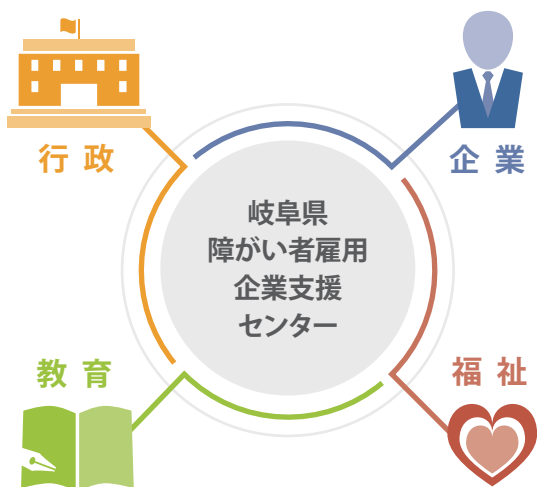 行政
企業
岐阜県
障がい者雇用
企業支援
センター
教育
福祉